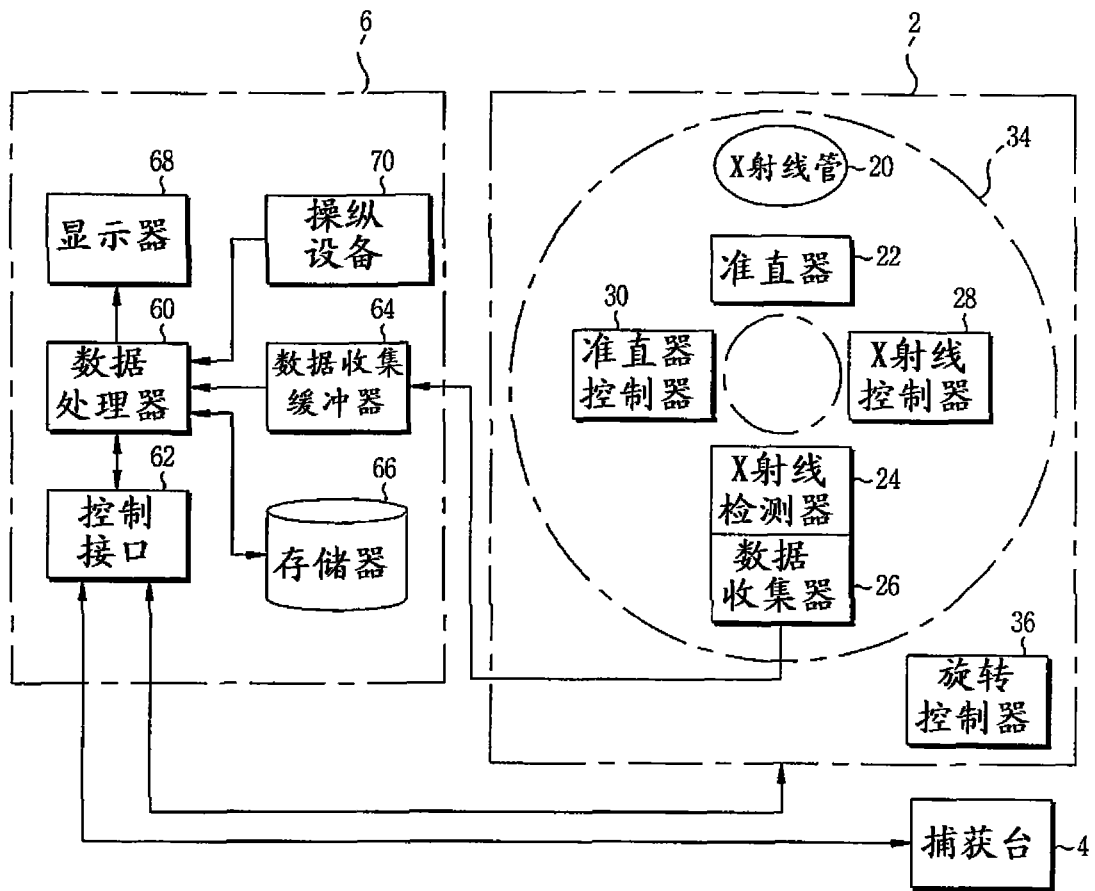 6
2
68
显示器
70
操纵
设备
60
数据
处理器
64
数据收集
缓冲器
62
控制
接口
66
存储器
X射线管
20
34
准直器
22
30
准直器
控制器
28
X射线
控制器
X射线
检测器
24
数据
收集器
26
36
旋转
控制器
捕获台
4